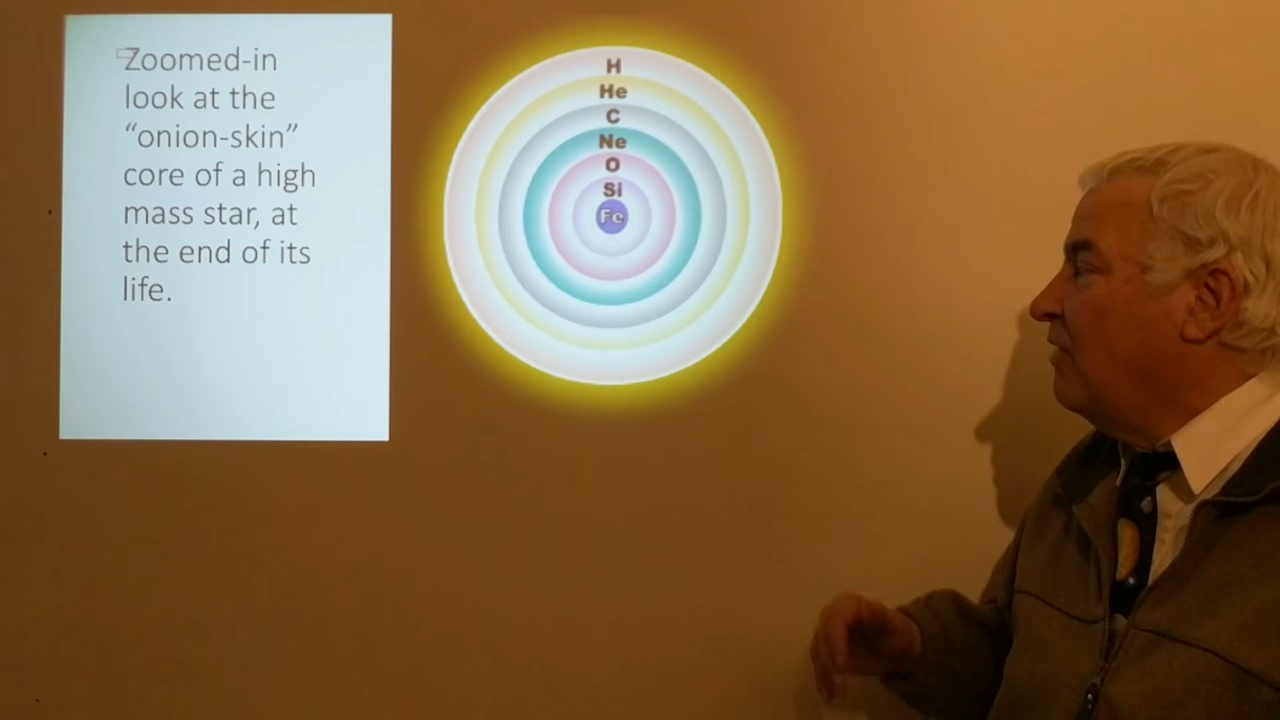 Zoomed-in
look at the
“onion-skin”
core of a high
mass star, at
the end of its
life.
H
He
C
Ne
O
Si
Fe